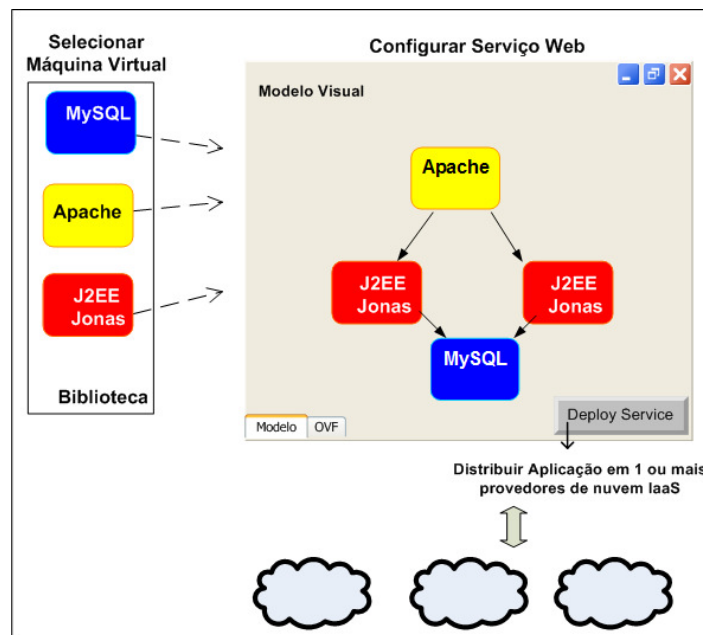 Selecionar
Máquina Virtual
MySQL
Apache
J2EE
Jonas
Biblioteca
Configurar Serviço Web
Modelo Visual
Apache
J2EE
Jonas
J2EE
Jonas
MySQL
Modelo
OVF
Deploy Service
Distribuir Aplicação em 1 ou mais
provedores de nuvem IaaS